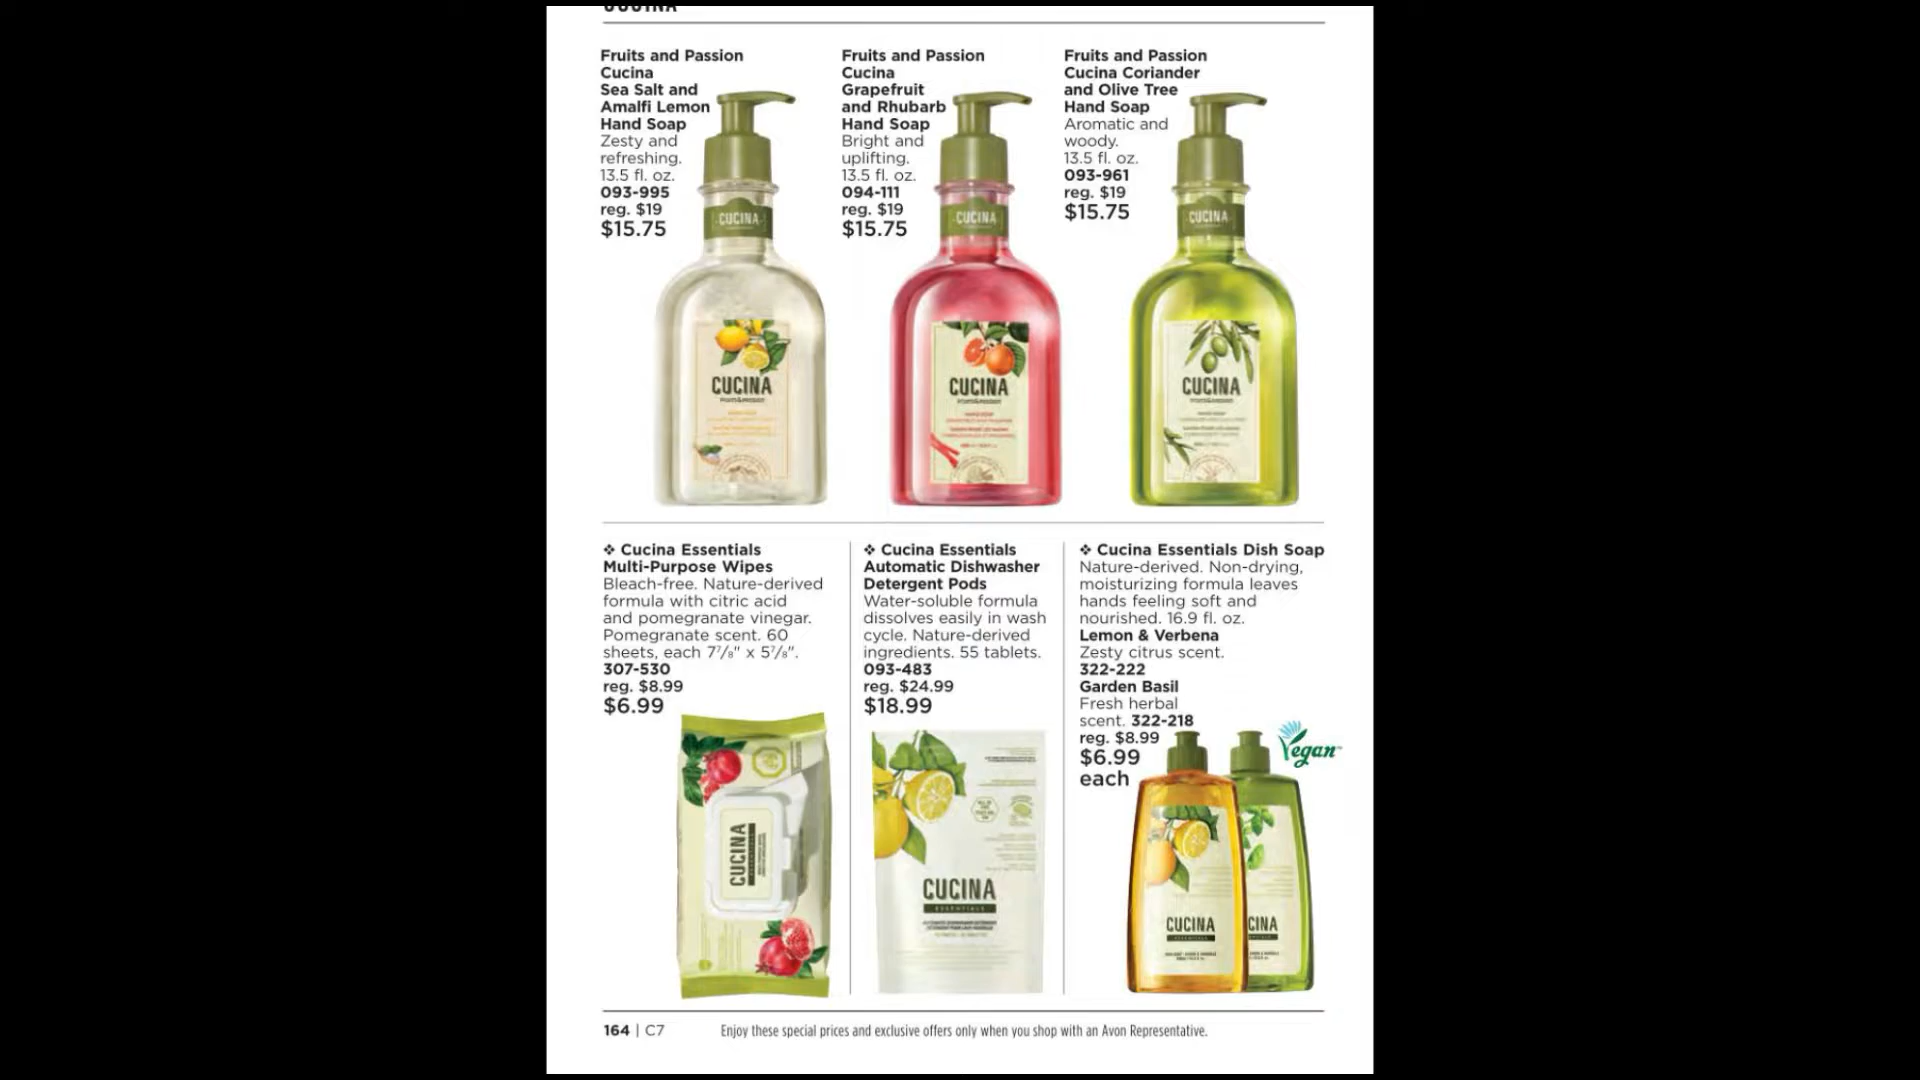 Fruits and Passion
Cucina
Sea Salt and
Amalfi Lemon
Hand Soap
Zesty and
refreshing.
13.5 fl. oz.
093-995
reg. $19
$15.75
Fruits and Passion
Cucina
Grapefruit
and Rhubarb
Hand Soap
Bright and
uplifting.
13.5 fl. oz.
094-111
reg. $19
$15.75
Fruits and Passion
Cucina Coriander
and Olive Tree
Hand Soap
Aromatic and
woody.
13.5 fl. oz.
093-961
reg. $19
$15.75
CUCINA
CUCINA
CUCINA
CUCINA
CUCINA
CUCINA
❖ Cucina Essentials
Multi-Purpose Wipes
Bleach-free. Nature-derived
formula with citric acid
and pomegranate vinegar.
Pomegranate scent. 60
sheets, each 7⅞" x 5⅞".
307-530
reg. $8.99
$6.99
CUCINA
❖ Cucina Essentials
Automatic Dishwasher
Detergent Pods
Water-soluble formula
dissolves easily in wash
cycle. Nature-derived
ingredients. 55 tablets.
093-483
reg. $24.99
$18.99
CUCINA
ESSENTIALS
❖ Cucina Essentials Dish Soap
Nature-derived. Non-drying,
moisturizing formula leaves
hands feeling soft and
nourished. 16.9 fl. oz.
Lemon & Verbena
Zesty citrus scent.
322-222
Garden Basil
Fresh herbal
scent. 322-218
reg. $8.99
$6.99
each
Vegan™
CUCINA
CINA
164 | C7
Enjoy these special prices and exclusive offers only when you shop with an Avon Representative.